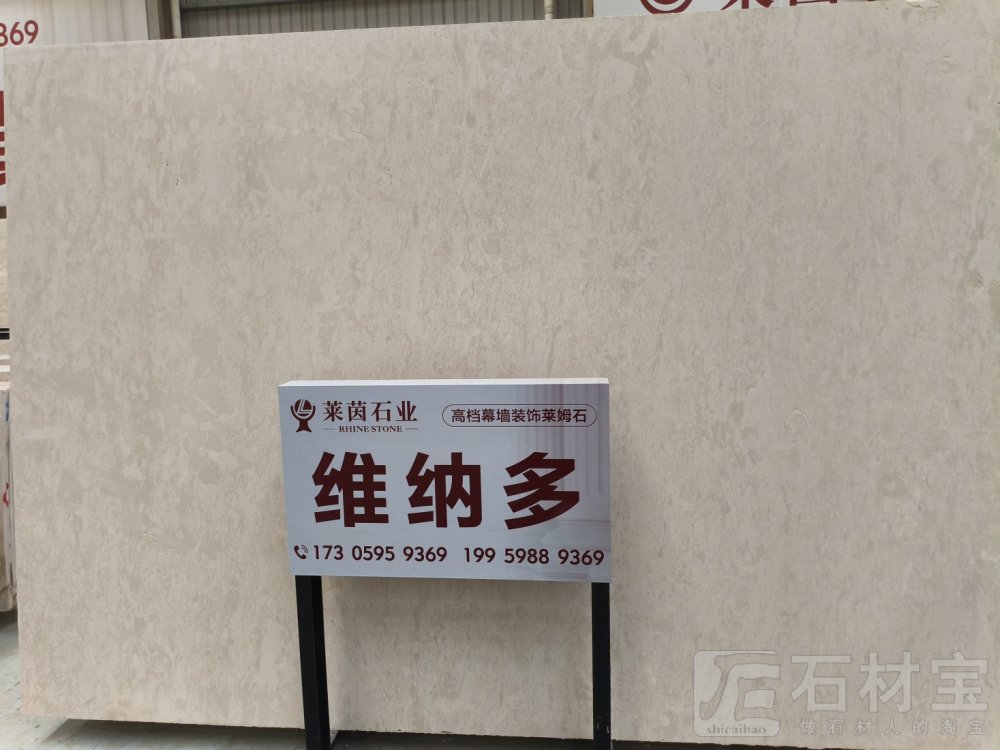 369
莱茵石业
RHINE STONE
高档幕墙装饰莱姆石
维纳多
173 0595 9369 199 5988 9369
石材宝
shicaibao
做石材人的淘宝